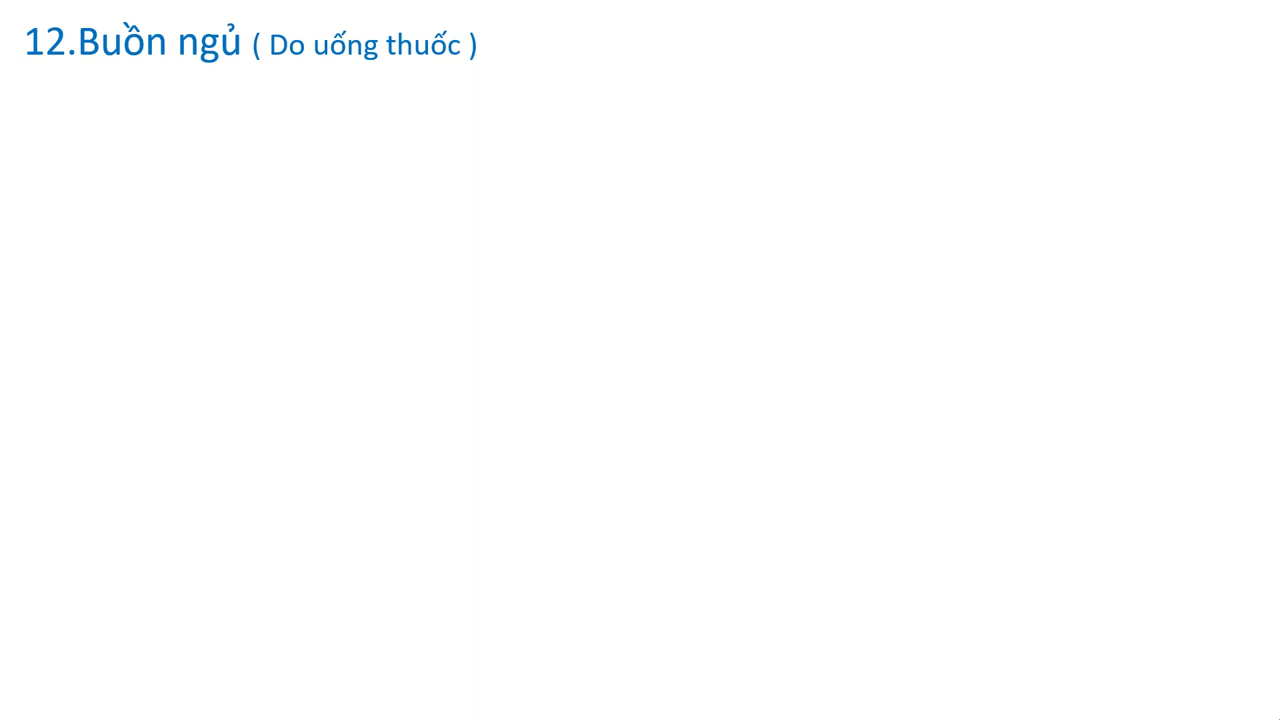 12.Buồn ngủ ( Do uống thuốc )